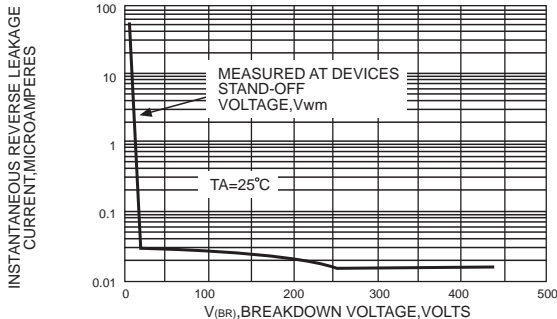 INSTANTANEOUS REVERSE LEAKAGE
CURRENT,MICROAMPERES
100
10
1
0.1
0.01
MEASURED AT DEVICES
STAND-OFF
VOLTAGE,Vwm
TA=25°C
0 100 200 300 400 500
V(BR),BREAKDOWN VOLTAGE,VOLTS